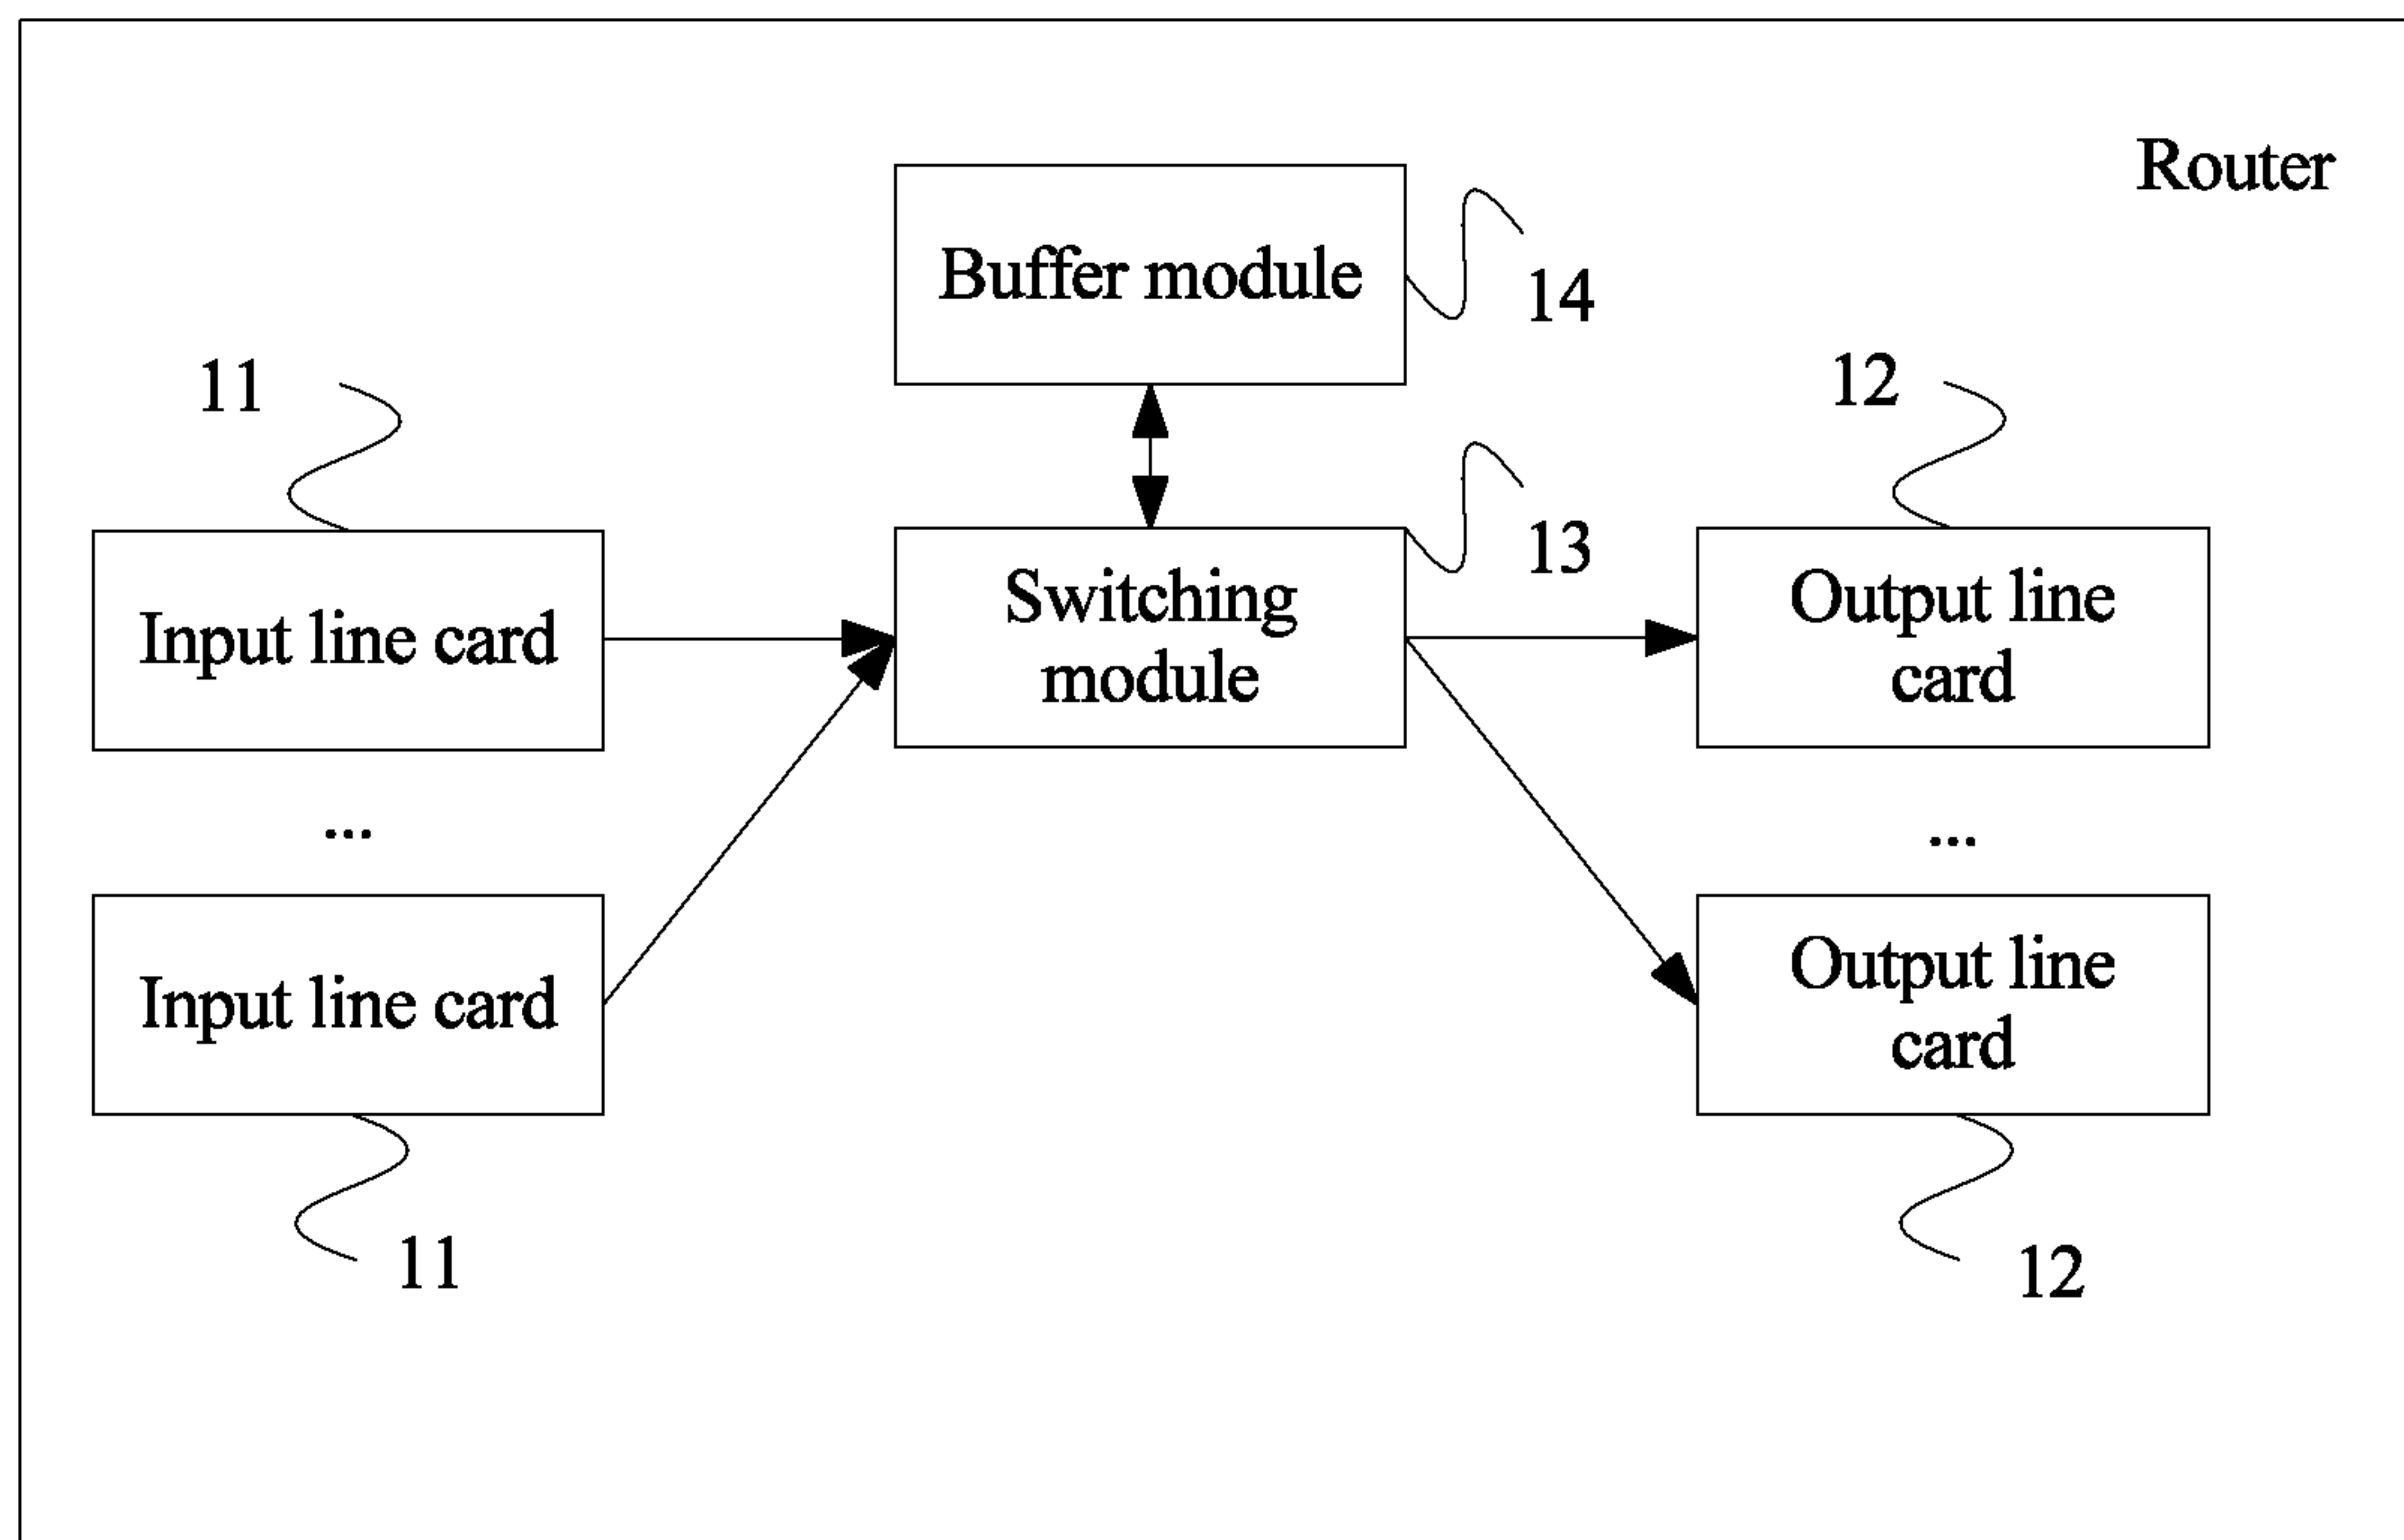 Router
Buffer module
14
11
12
13
Input line card
Switching
module
Output line
card
...
...
Input line card
Output line
card
11
12